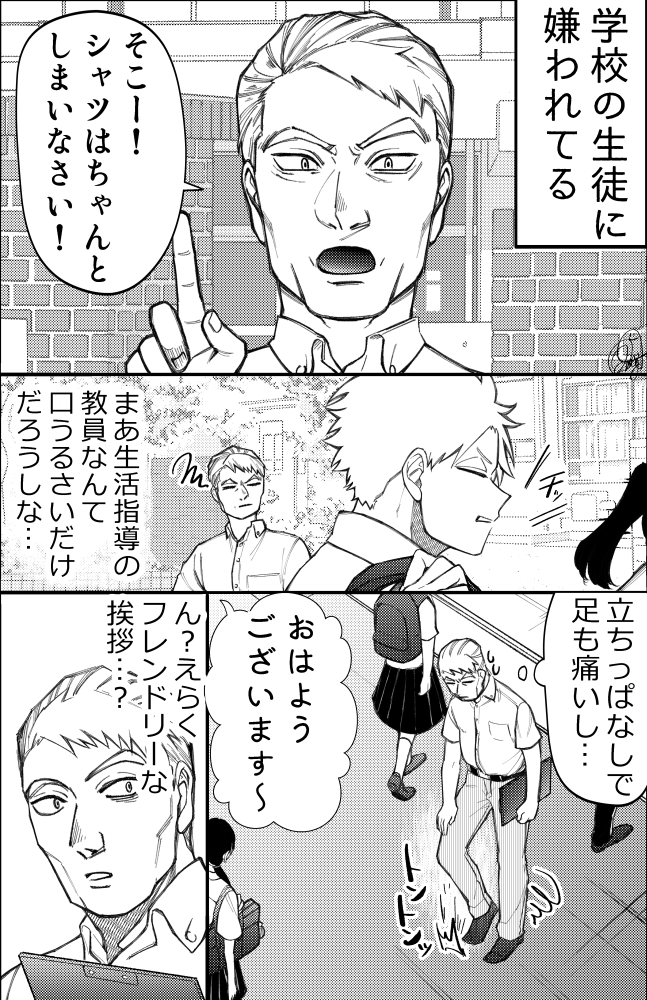 学校の生徒に
嫌われてる
そこー！
シャツはちゃんと
しまいなさい！
まあ生活指導の
教員なんて
口うるさいだけ
だろうしな…
立ちっぱなしで
足も痛いし…
トントンッ
おはよう
ございます～
ん？えらく
フレンドリーな
挨拶…？